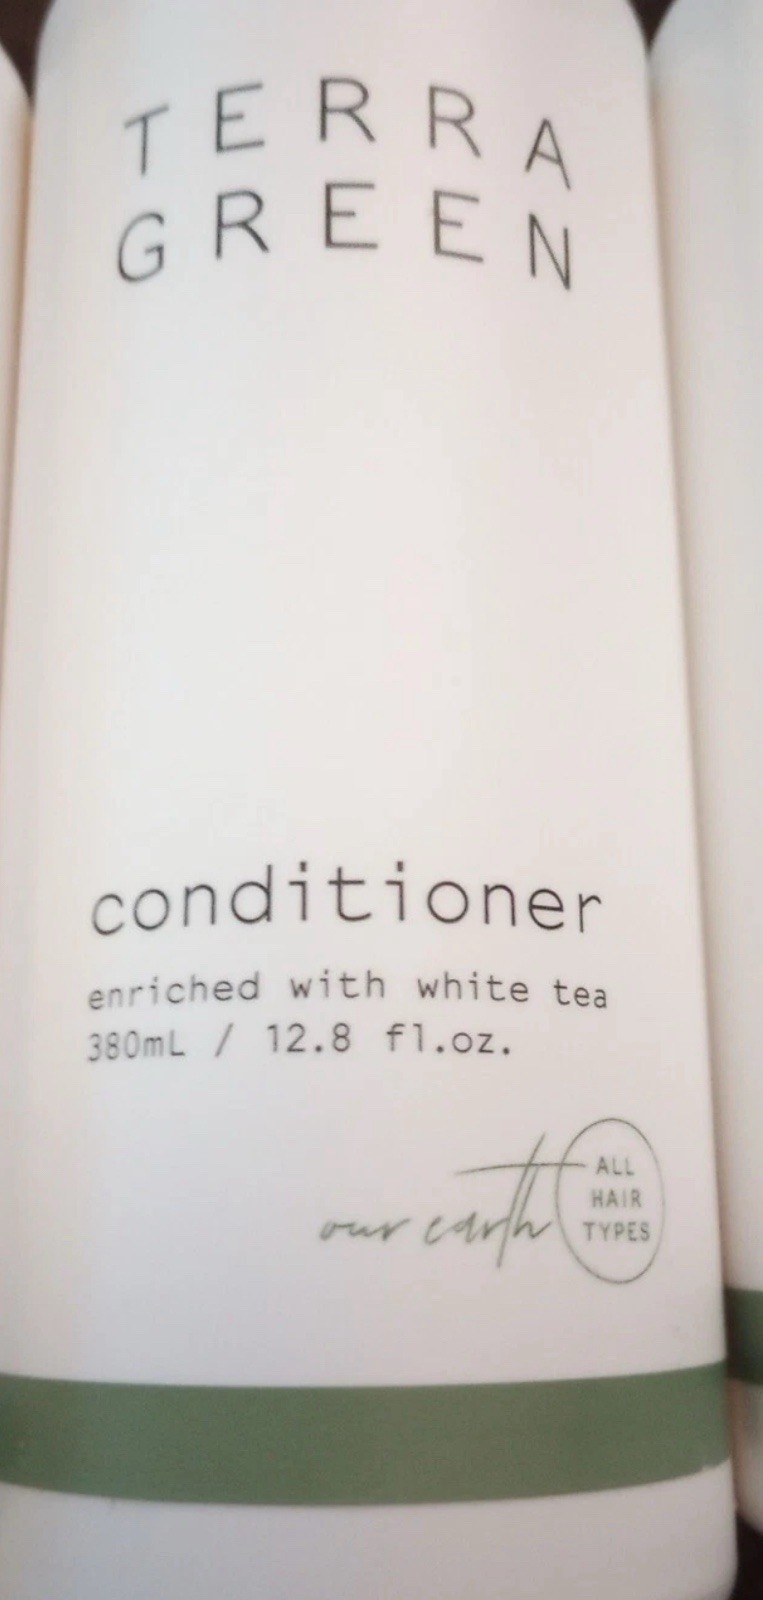 TERRA
GREEN
conditioner
enriched with white tea
380mL / 12.8 fl.oz.
our earth
ALL
HAIR
TYPES